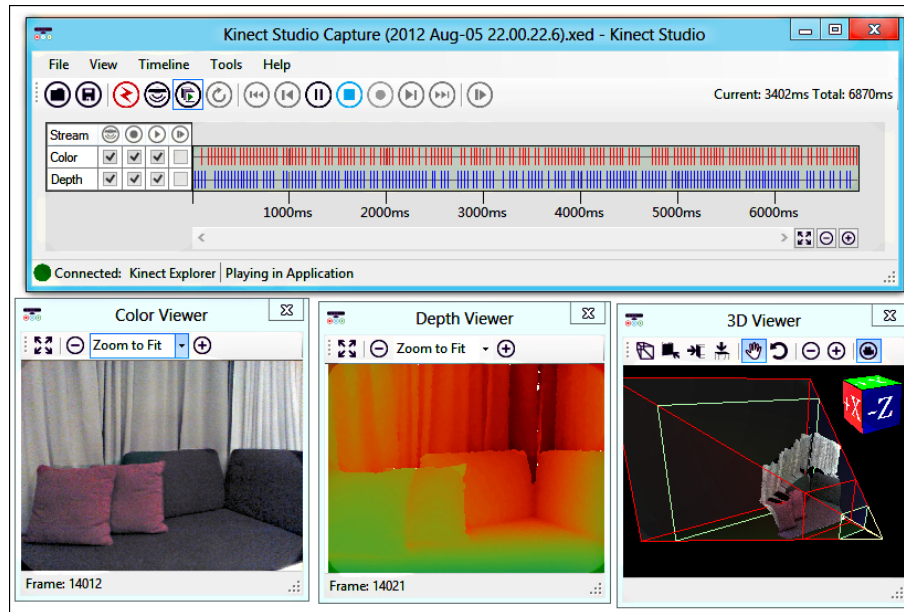 Kinect Studio Capture (2012 Aug-05 22.00.22.6).xed - Kinect Studio
File View Timeline Tools Help
Current: 3402ms Total: 6870ms
Stream
Color
Depth
1000ms 2000ms 3000ms 4000ms 5000ms 6000ms
Connected: Kinect Explorer Playing in Application
Color Viewer
Zoom to Fit
Frame: 14012
Depth Viewer
Zoom to Fit
Frame: 14021
3D Viewer
+X -Z